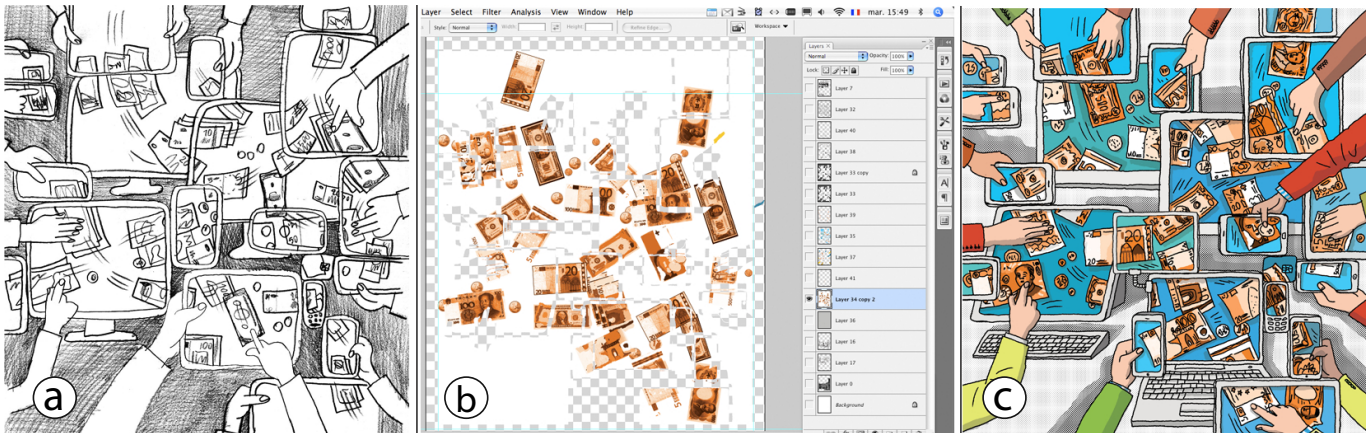 Layer Select Filter Analysis View Window Help
mar. 15:49
Style: Normal Width: Height: Refine Edge... Workspace
Layers
Normal Opacity: 100%
Lock: Fill: 100%
Layer 7
Layer 32
Layer 40
Layer 38
Layer 33 copy
Layer 33
Layer 39
Layer 35
Layer 37
Layer 41
Layer 34 copy 2
Layer 36
Layer 16
Layer 17
Layer 0
Background
a
b
c